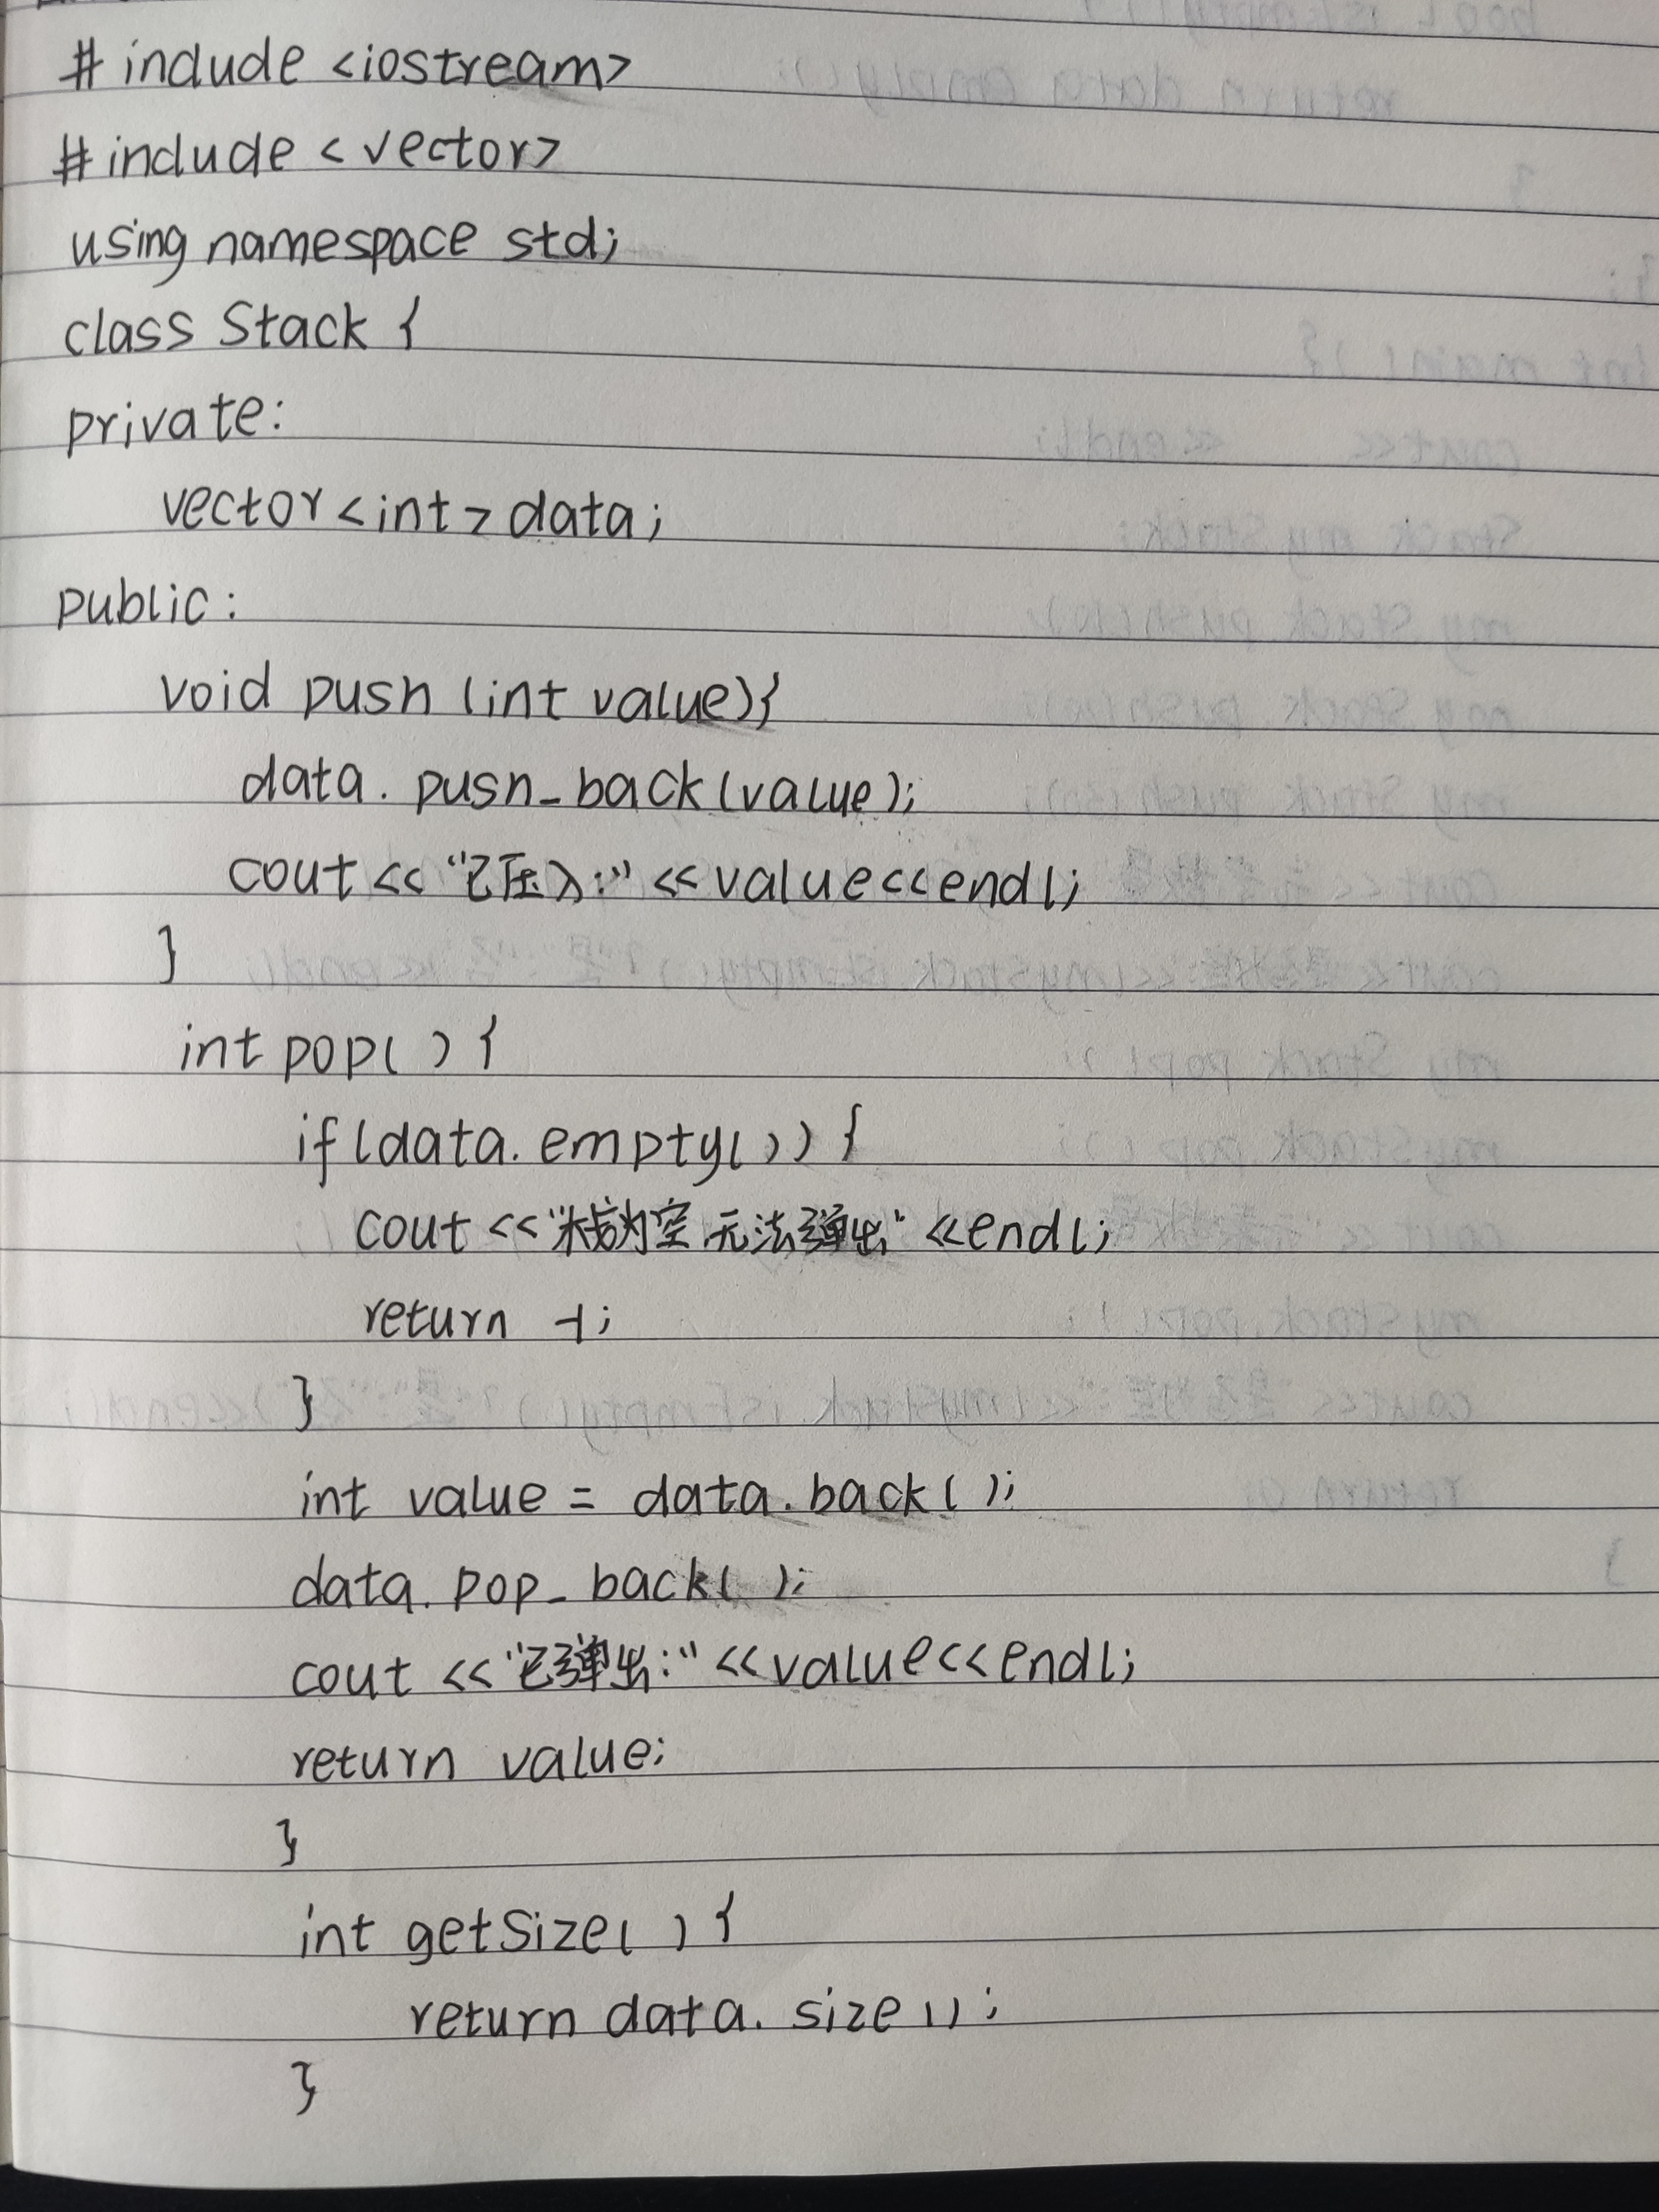 # include <iostream>
# include <vector>
using namespace std;
class Stack {
private:
vector<int> data;
public:
void push (int value){
data. push_back(value);
cout << "已压入:" << value<<endl;
}
int pop( ) {
if(data. empty()) {
cout << "栈为空,无法弹出" <<endl;
return -1;
}
int value = data. back( );
data. pop_ back( );
cout << "已弹出:" <<value<<endl;
return value;
}
int getSize( ) {
return data. size();
}